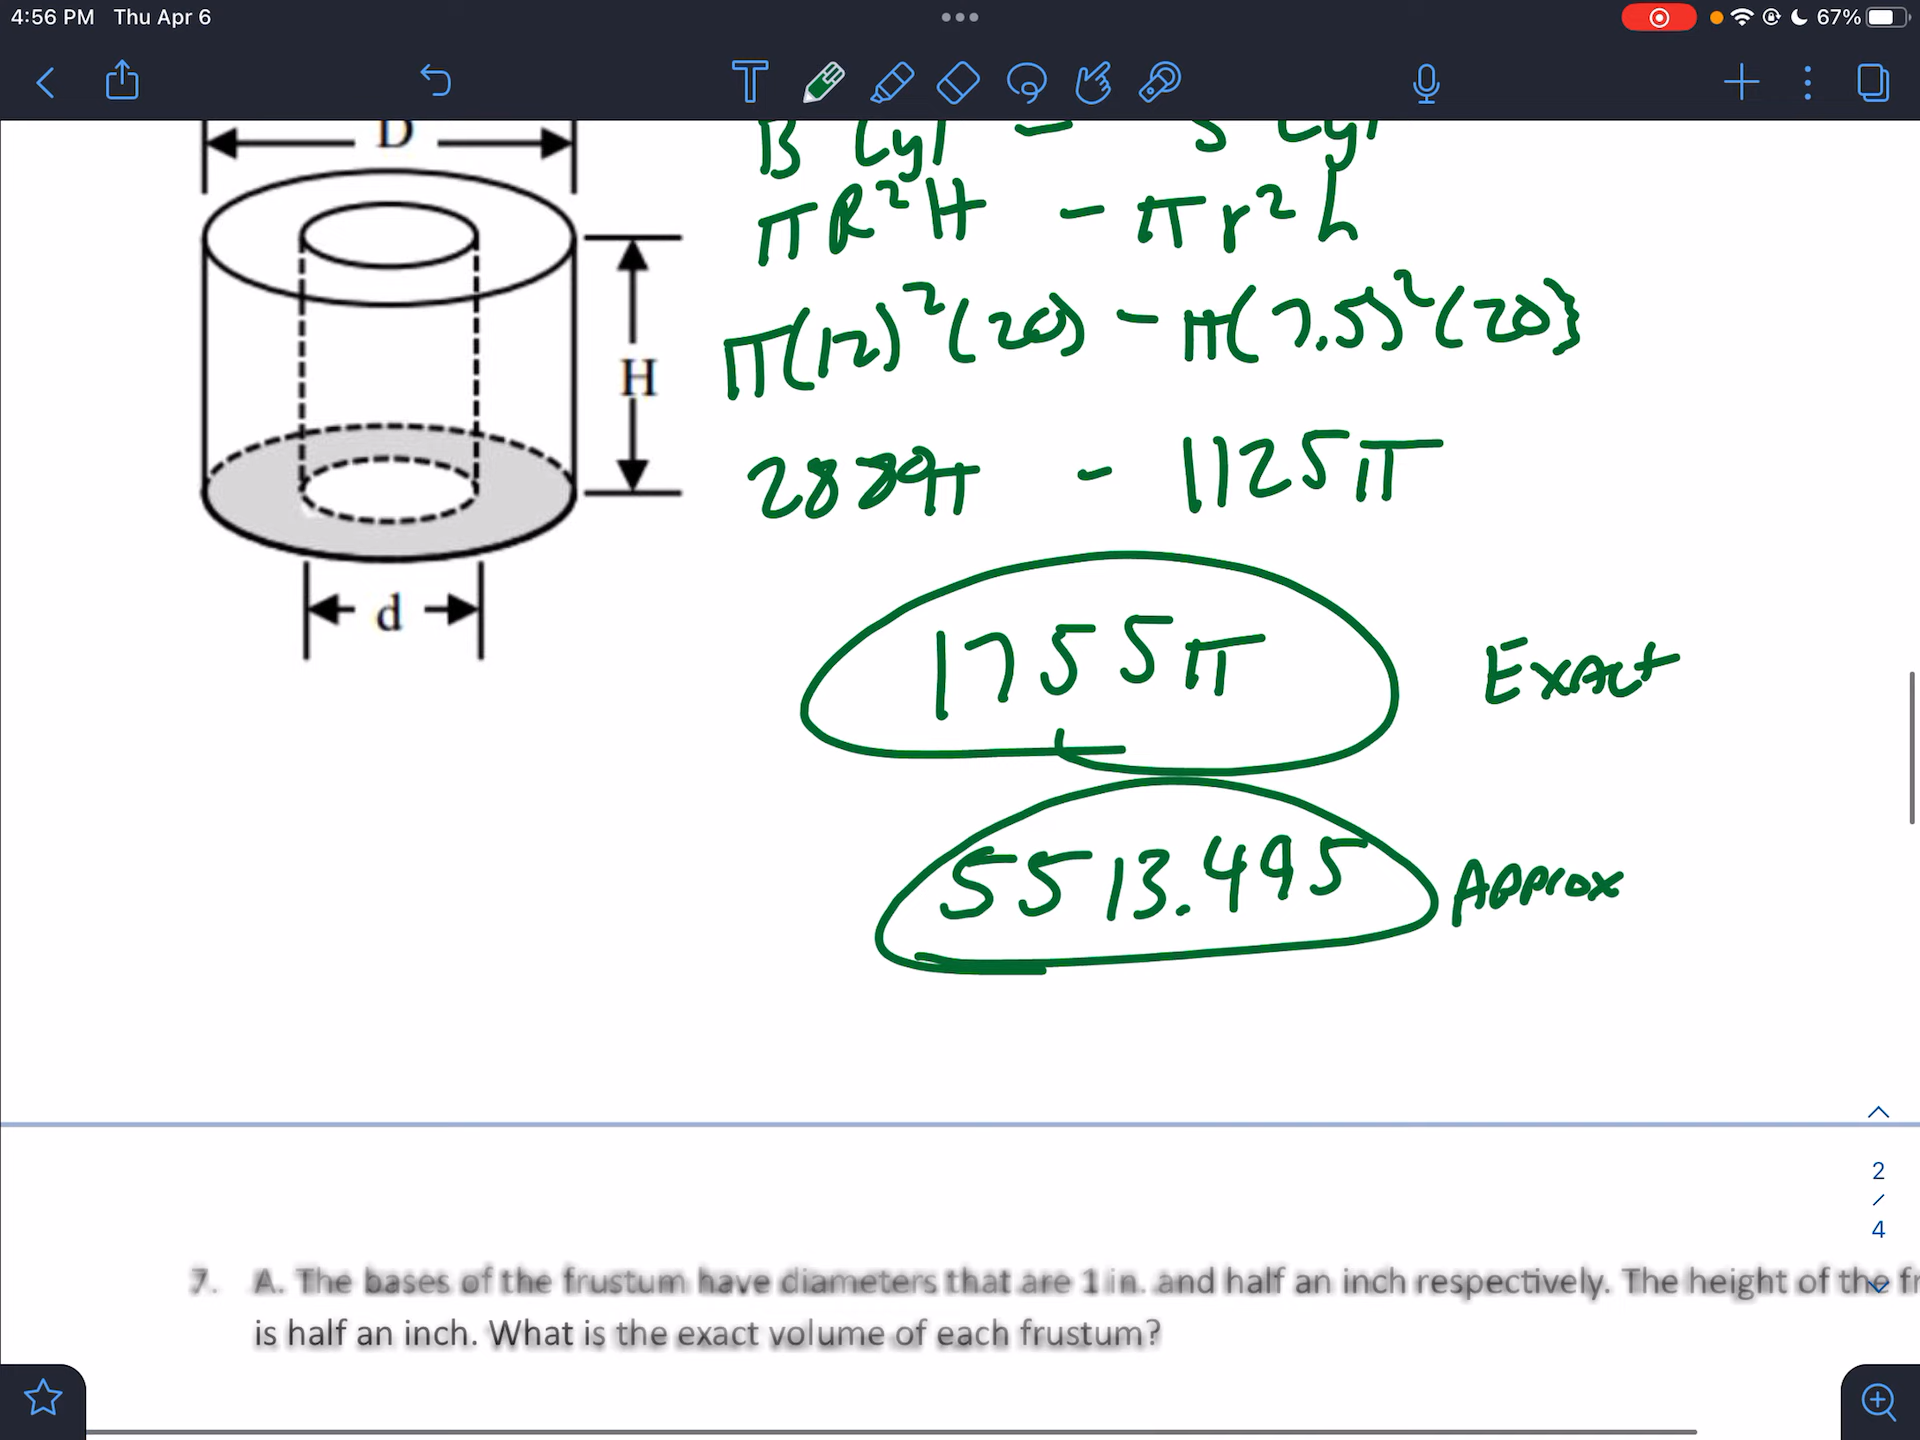 4:56 PM Thu Apr 6
67%
D
B Cyl - S Cyl
πR²H - πr²h
π(12)²(20) - π(7.5)²(20)
H
2880π - 1125π
d
1755π Exact
5513.495 Approx
2
/
4
7. A. The bases of the frustum have diameters that are 1 in. and half an inch respectively. The height of the fr
is half an inch. What is the exact volume of each frustum?